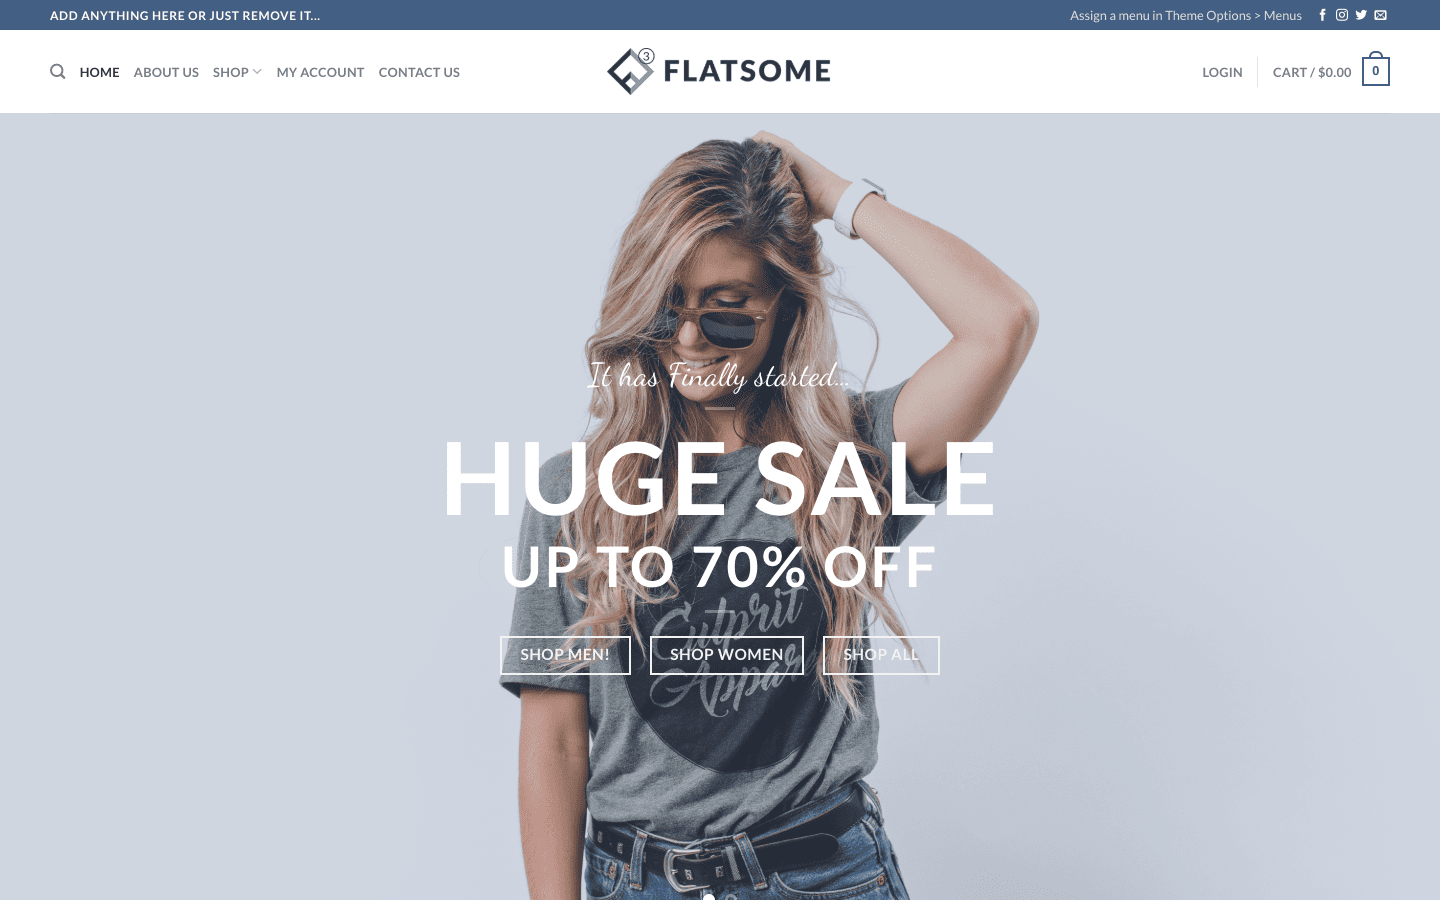 ADD ANYTHING HERE OR JUST REMOVE IT...
Assign a menu in Theme Options > Menus
HOME ABOUT US SHOP MY ACCOUNT CONTACT US
3
FLATSOME
LOGIN CART / $0.00 0
It has Finally started...
HUGE SALE
UP TO 70% OFF
Culprit
SHOP MEN! SHOP WOMEN SHOP ALL